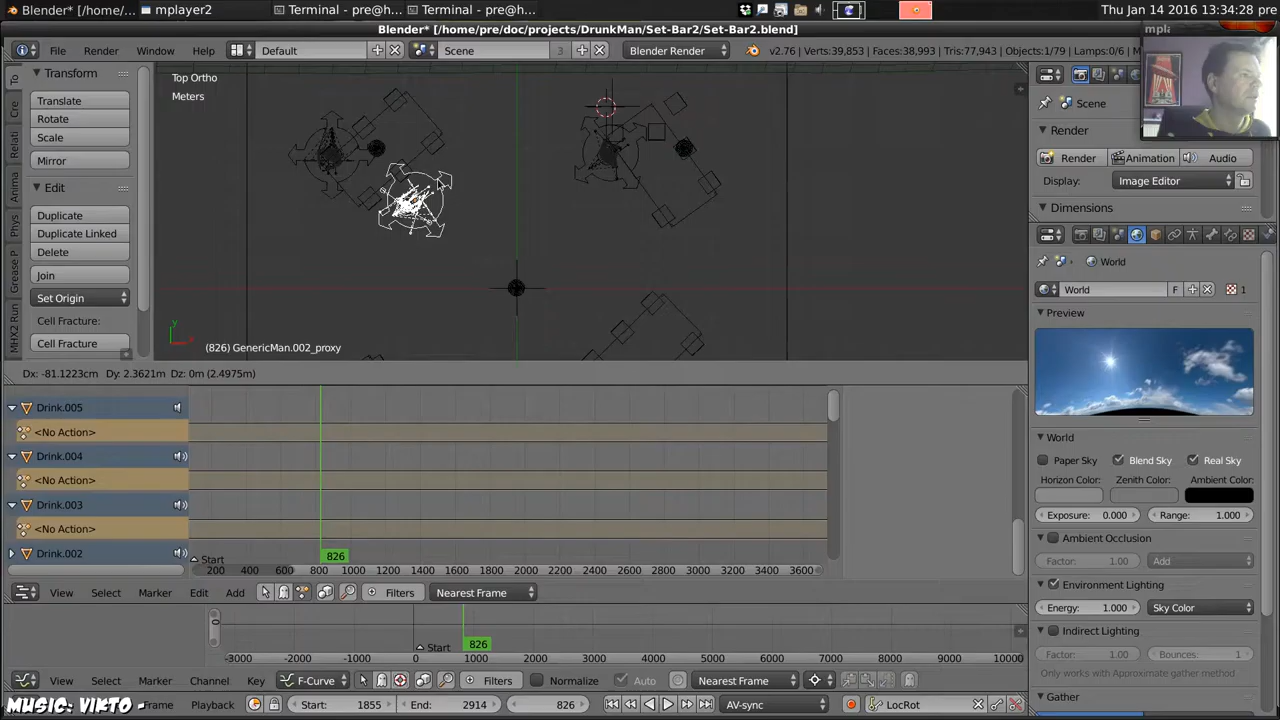 Blender* [/home/... mplayer2 Terminal - pre@h... Terminal - pre@h... Thu Jan 14 2016 13:34:28 pre
Blender* [/home/pre/doc/projects/DrunkMan/Set-Bar2/Set-Bar2.blend]
File Render Window Help Default Scene 3 Blender Render v2.76 | Verts:39,853 | Faces:38,993 | Tris:77,943 | Objects:1/79 | Lamps:0/6
Transform
Translate
Rotate
Scale
Mirror
Edit
Duplicate
Duplicate Linked
Delete
Join
Set Origin
Cell Fracture:
Cell Fracture
To
Cre
Relati
Anima
Phys
Grease P
MHX2 Run
Top Ortho
Meters
y
(826) GenericMan.002_proxy
Dx: -81.1223cm Dy: 2.3621m Dz: 0m (2.4975m)
Drink.005
<No Action>
Drink.004
<No Action>
Drink.003
<No Action>
Drink.002
Start
826
200 400 600 800 1000 1200 1400 1600 1800 2000 2200 2400 2600 2800 3000 3200 3400 3600
View Select Marker Edit Add Filters Nearest Frame
Start
826
-3000 -2000 -1000 0 1000 2000 3000 4000 5000 6000 7000 8000 9000 10000
View Select Marker Channel Key F-Curve Filters Normalize Auto Nearest Frame
MUSIC: VIKTO Frame Playback Start: 1855 End: 2914 826 AV-sync LocRot
Scene
Render
Render Animation Audio
Display: Image Editor
Dimensions
World
World F 1
Preview
World
Paper Sky Blend Sky Real Sky
Horizon Color: Zenith Color: Ambient Color:
Exposure: 0.000 Range: 1.000
Ambient Occlusion
Factor: 1.00 Add
Environment Lighting
Energy: 1.000 Sky Color
Indirect Lighting
Factor: 1.00 Bounces: 1
Only works with Approximate gather method
Gather